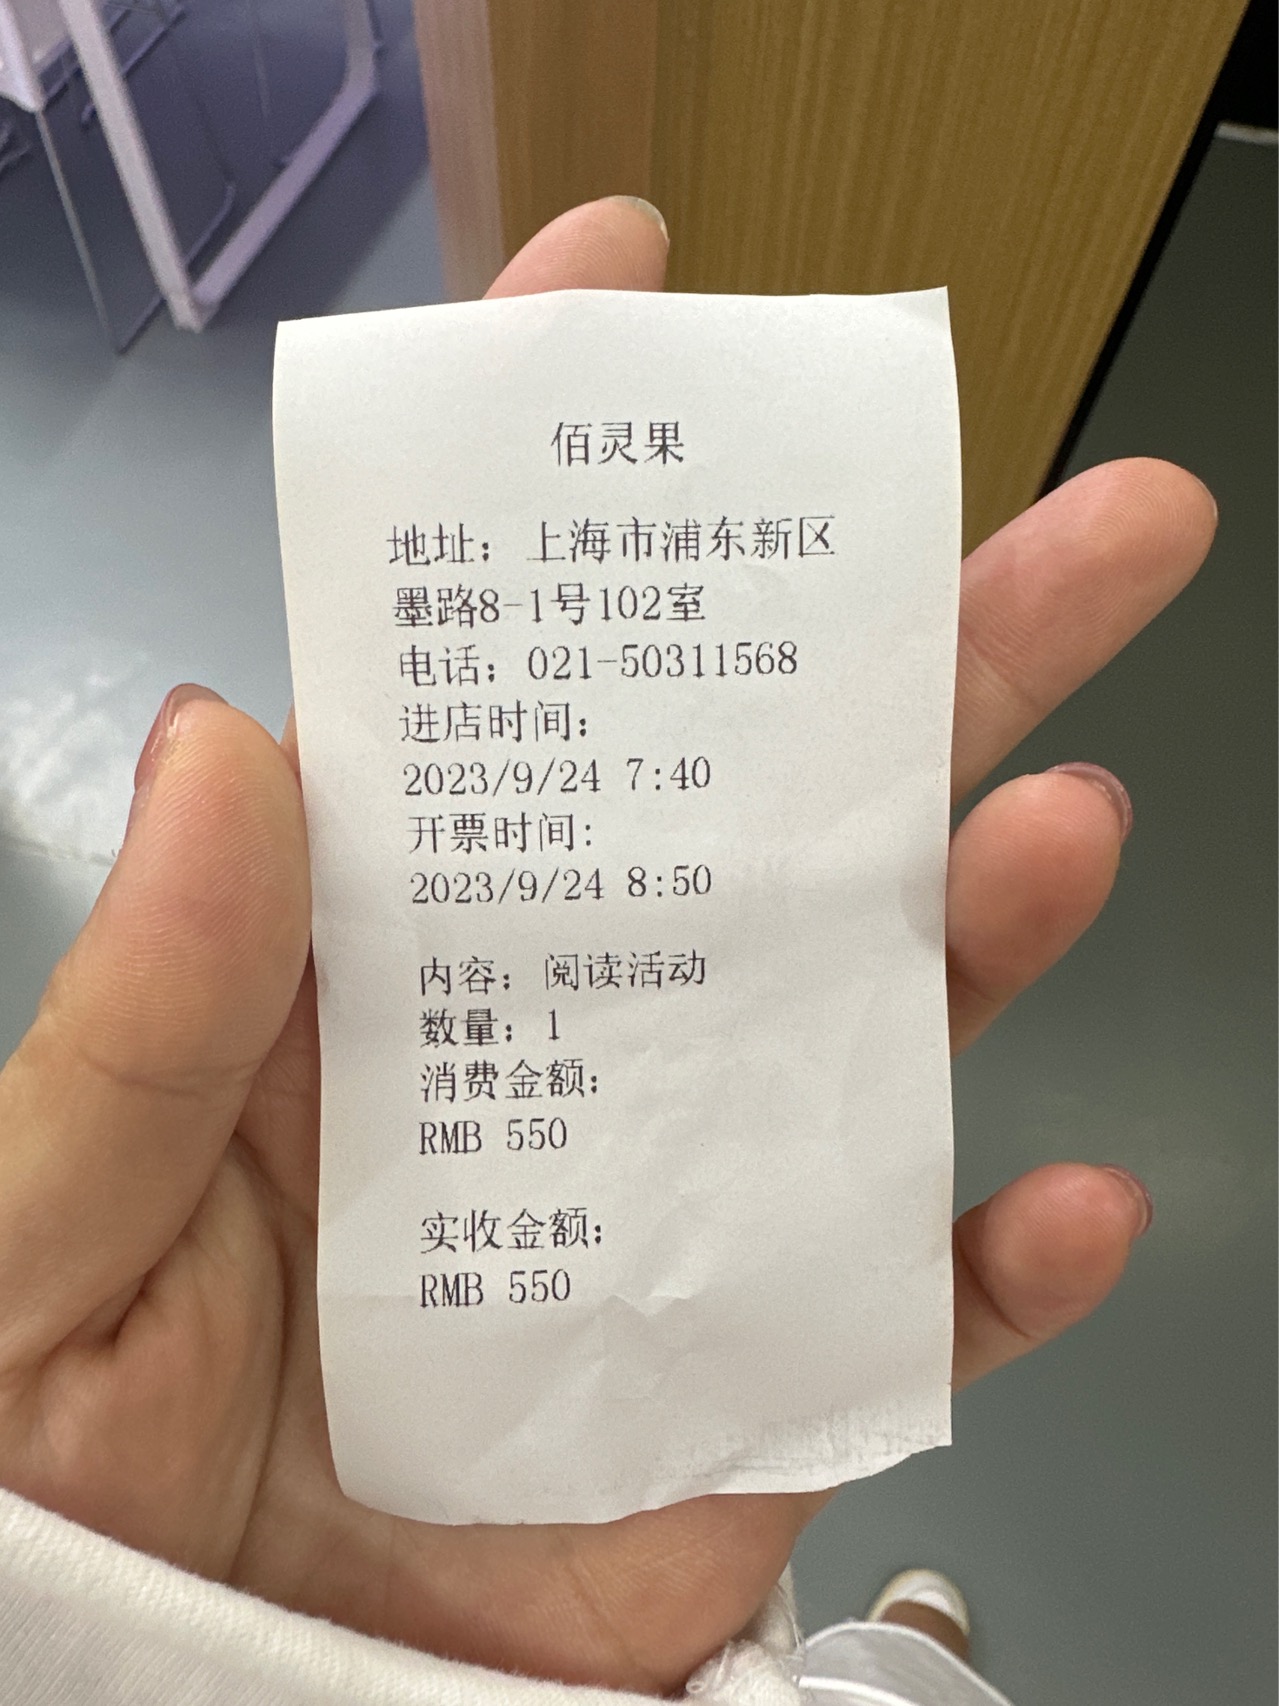 佰灵果
地址：上海市浦东新区
墨路8-1号102室
电话：021-50311568
进店时间：
2023/9/24 7:40
开票时间：
2023/9/24 8:50
内容：阅读活动
数量：1
消费金额：
RMB 550
实收金额：
RMB 550